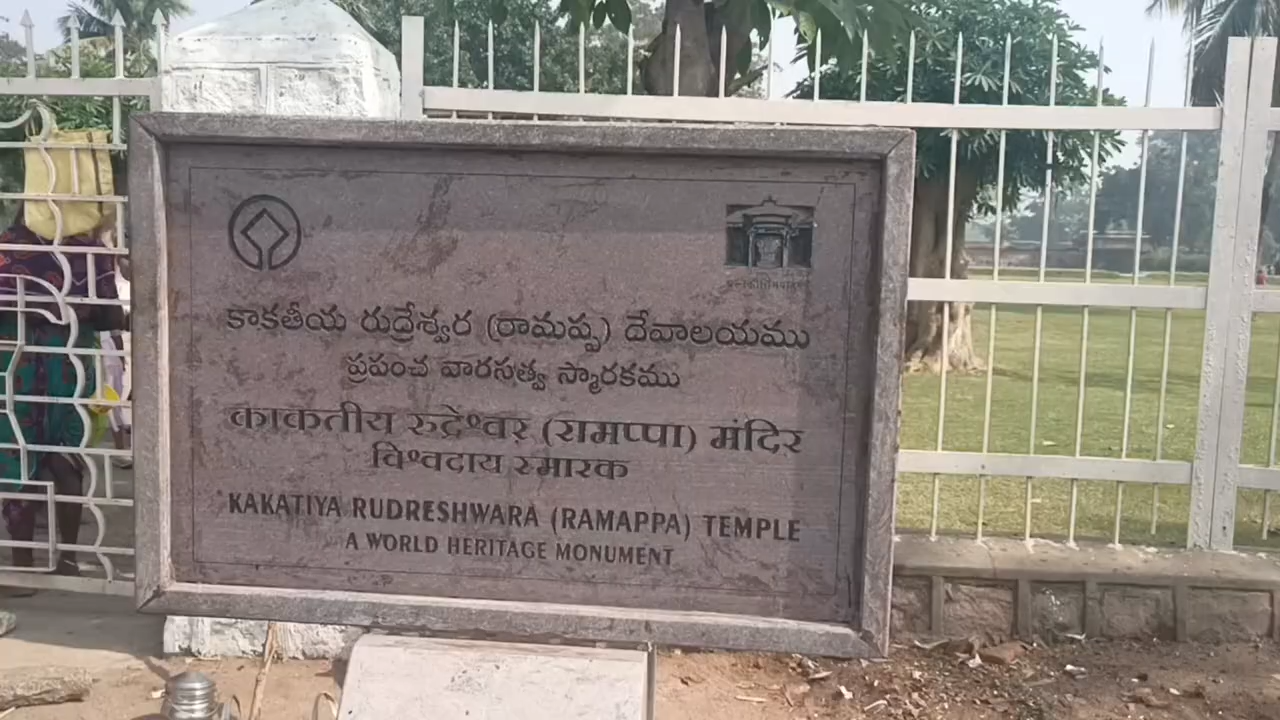 కాకతీయ రుద్రేశ్వర (రామప్ప) దేవాలయము
ప్రపంచ వారసత్వ స్మారకము
काकतीय रुद्रेश्वर (रामप्पा) मंदिर
विश्वदाय स्मारक
KAKATIYA RUDRESHWARA (RAMAPPA) TEMPLE
A WORLD HERITAGE MONUMENT